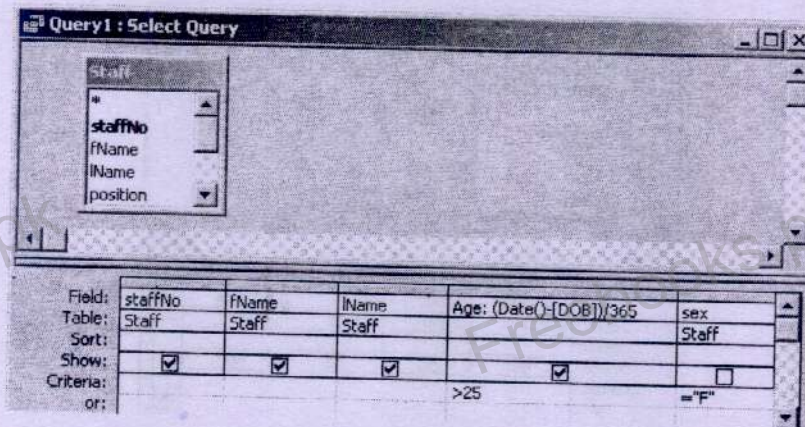 Query1 : Select Query
Staff
*
staffNo
fName
lName
position
Field: staffNo fName lName Age: (Date()-[DOB])/365 sex
Table: Staff Staff Staff Staff
Sort:
Show:
Criteria: >25 ="F"
or: